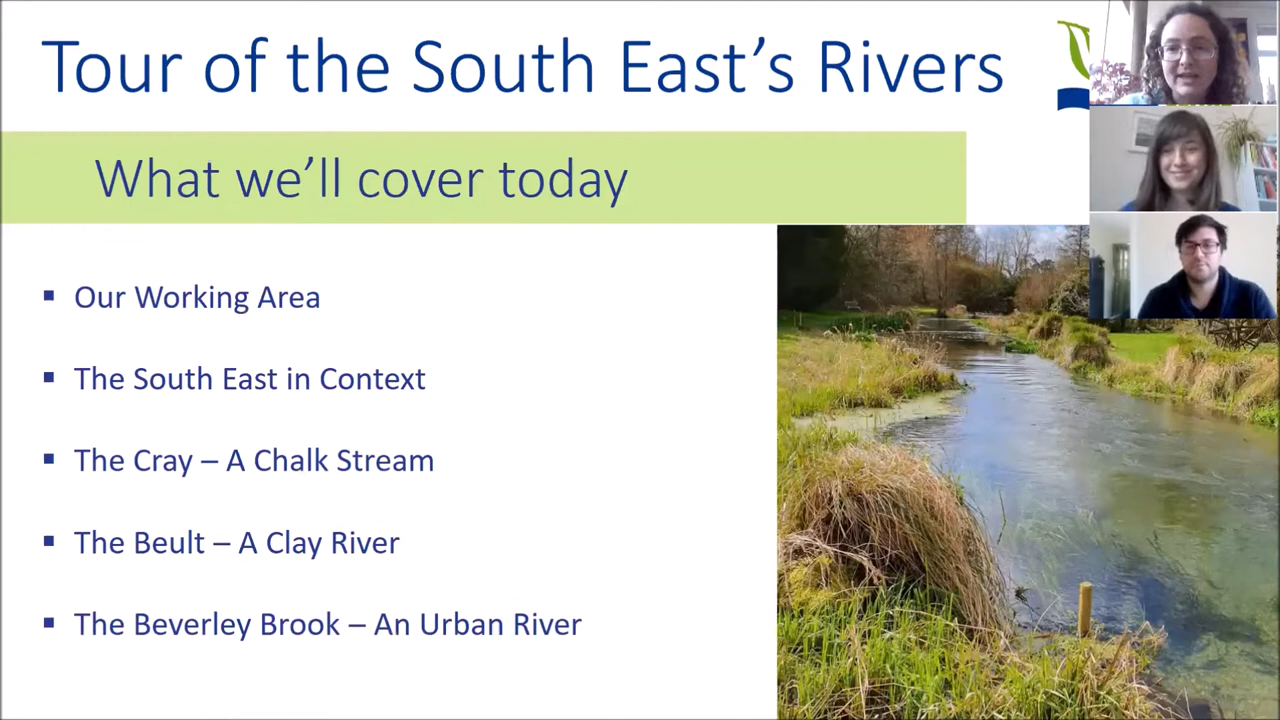 Tour of the South East’s Rivers
What we’ll cover today
▪ Our Working Area
▪ The South East in Context
▪ The Cray – A Chalk Stream
▪ The Beult – A Clay River
▪ The Beverley Brook – An Urban River